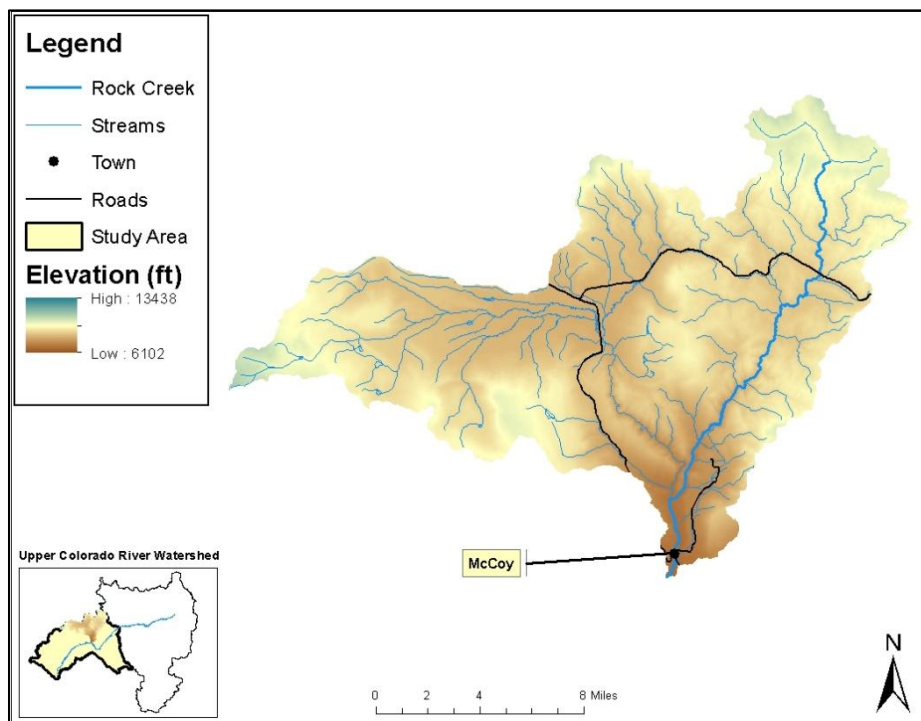 Legend
Rock Creek
Streams
Town
Roads
Study Area
Elevation (ft)
High : 13438
Low : 6102
McCoy
Upper Colorado River Watershed
N
0 2 4 8 Miles